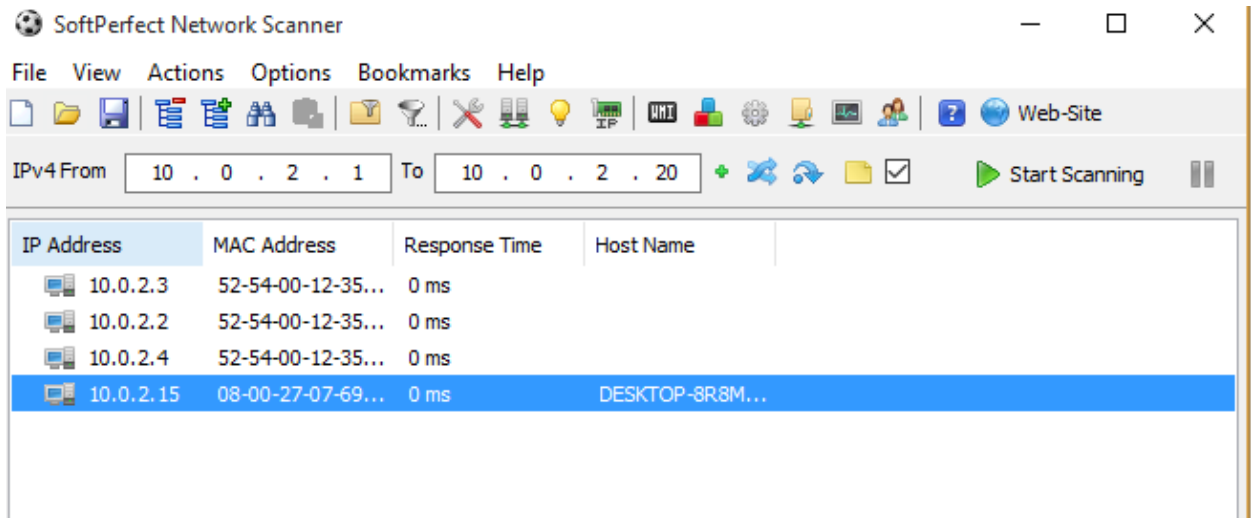 SoftPerfect Network Scanner
File View Actions Options Bookmarks Help
WMI IP ? Web-Site
IPv4 From 10 . 0 . 2 . 1 To 10 . 0 . 2 . 20 Start Scanning
IP Address MAC Address Response Time Host Name
10.0.2.3 52-54-00-12-35... 0 ms
10.0.2.2 52-54-00-12-35... 0 ms
10.0.2.4 52-54-00-12-35... 0 ms
10.0.2.15 08-00-27-07-69... 0 ms DESKTOP-8R8M...